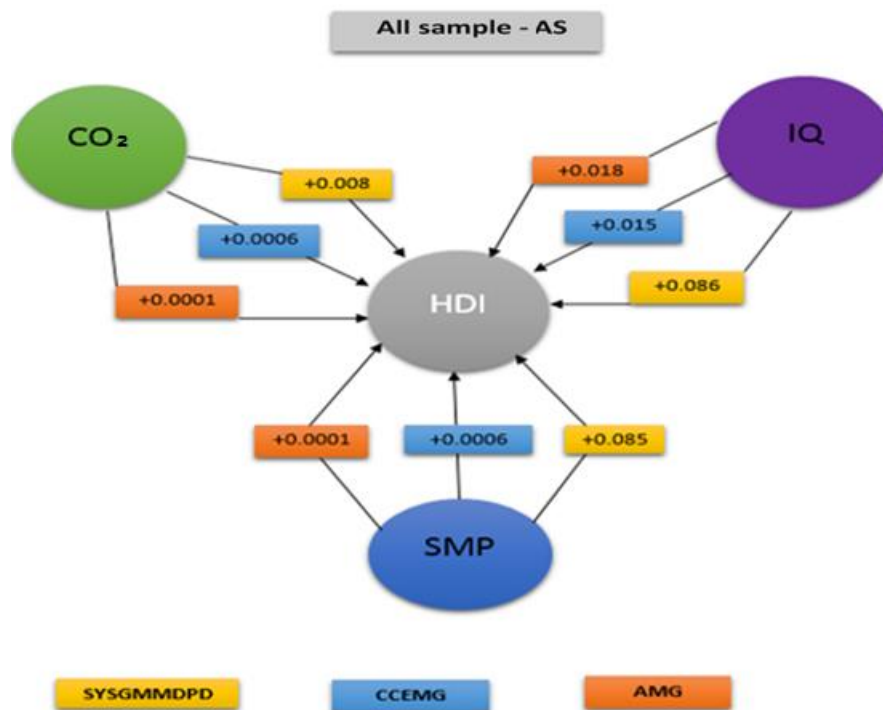 All sample - AS
CO₂
IQ
+0.008
+0.018
+0.0006
+0.015
+0.0001
+0.086
HDI
+0.0001
+0.0006
+0.085
SMP
SYSGMMDPD
CCEMG
AMG